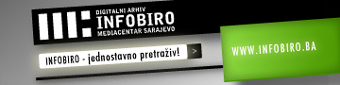 DIGITALNI ARHIV
INFOBIRO
MEDIACENTAR SARAJEVO
INFOBIRO - jednostavno pretraživ!
>
WWW.INFOBIRO.BA